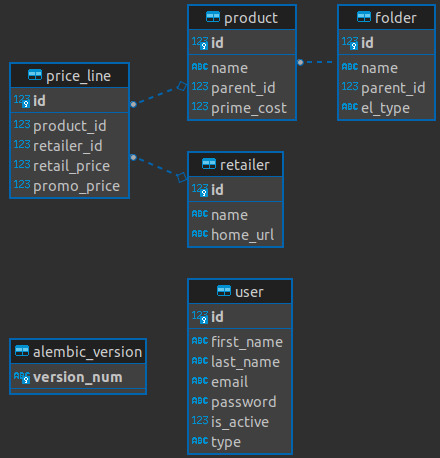 product
123 id
ABC name
123 parent_id
123 prime_cost
folder
123 id
ABC name
123 parent_id
ABC el_type
price_line
123 id
123 product_id
123 retailer_id
123 retail_price
123 promo_price
retailer
123 id
ABC name
ABC home_url
user
123 id
ABC first_name
ABC last_name
ABC email
ABC password
123 is_active
ABC type
alembic_version
ABC version_num